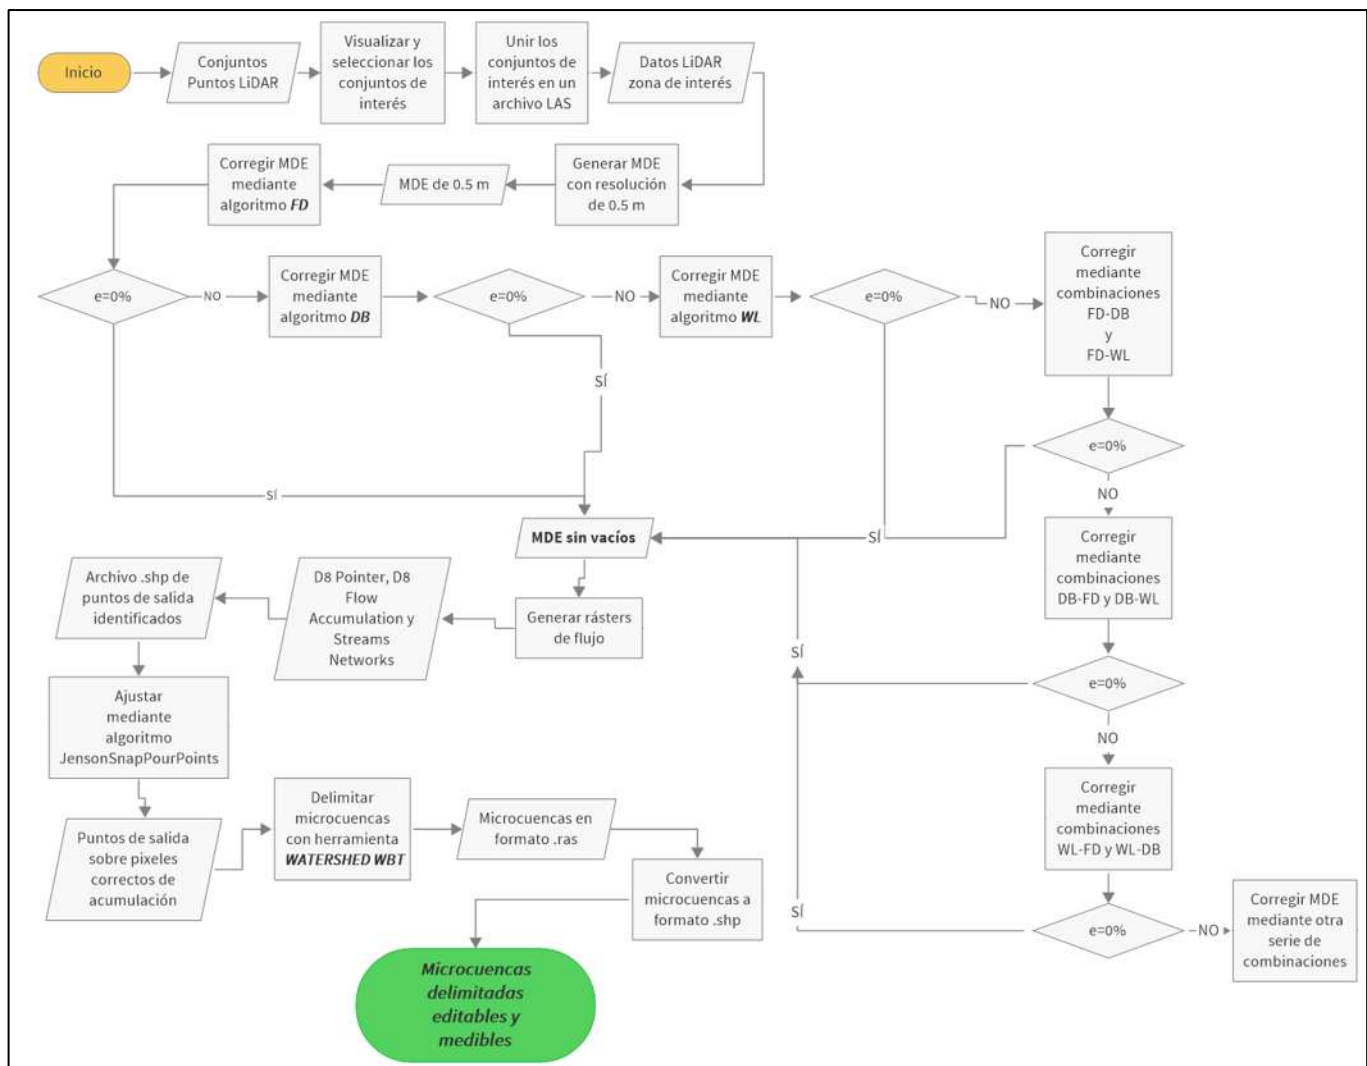 Inicio
Conjuntos
Puntos LiDAR
Visualizar y
seleccionar los
conjuntos de
interés
Unir los
conjuntos de
interés en un
archivo LAS
Datos LiDAR
zona de interés
Generar MDE
con resolución
de 0.5 m
MDE de 0.5 m
Corregir MDE
mediante
algoritmo FD
e=0%
NO
Corregir MDE
mediante
algoritmo DB
e=0%
NO
Corregir MDE
mediante
algoritmo WL
e=0%
NO
Corregir
mediante
combinaciones
FD-DB
y
FD-WL
SÍ
e=0%
SÍ
NO
SÍ
Corregir
mediante
combinaciones
DB-FD y DB-WL
MDE sin vacíos
Generar rásters
de flujo
D8 Pointer, D8
Flow
Accumulation y
Streams
Networks
Archivo .shp de
puntos de salida
identificados
SÍ
e=0%
NO
Ajustar
mediante
algoritmo
JensonSnapPourPoints
Corregir
mediante
combinaciones
WL-FD y WL-DB
Puntos de salida
sobre pixeles
correctos de
acumulación
Delimitar
microcuencas
con herramienta
WATERSHED WBT
Microcuencas en
formato .ras
Convertir
microcuencas a
formato .shp
SÍ
e=0%
NO
Corregir MDE
mediante otra
serie de
combinaciones
Microcuencas
delimitadas
editables y
medibles